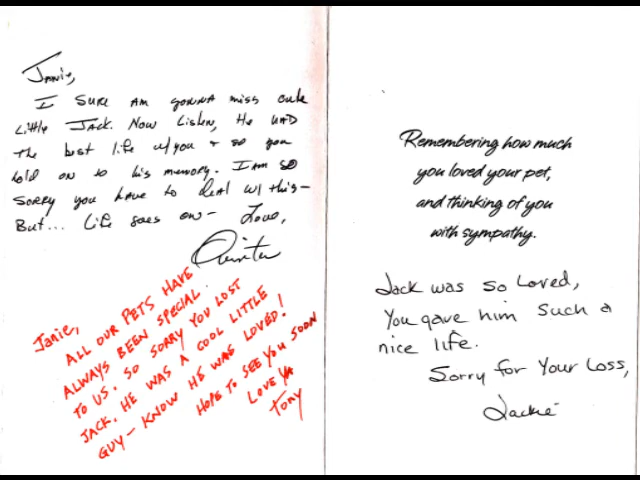 Janie,
I SURE AM GONNA MISS CUTE
LITTLE JACK. NOW LISTEN, HE HAD
THE BEST LIFE W/YOU & SO YOU
HOLD ON TO HIS MEMORY. I AM SO
SORRY YOU HAVE TO DEAL W/ THIS-
BUT... LIFE GOES ON- LOVE,
Janie,
ALL OUR PETS HAVE
ALWAYS BEEN SPECIAL
TO US. SO SORRY YOU LOST
JACK. HE WAS A COOL LITTLE
GUY- KNOW HE WAS LOVED!
HOPE TO SEE YOU SOON
LOVE YA
TONY
Remembering how much
you loved your pet,
and thinking of you
with sympathy.
Jack was so Loved,
You gave him such a
nice life.
Sorry for Your Loss,
Jackie